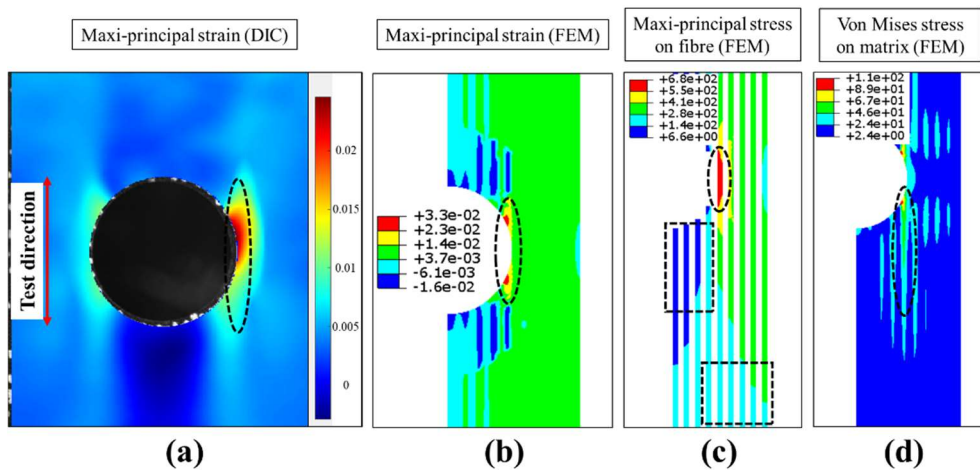 Maxi-principal strain (DIC)
Maxi-principal strain (FEM)
Maxi-principal stress
on fibre (FEM)
Von Mises stress
on matrix (FEM)
Test direction
0.02
0.015
0.01
0.005
0
+3.3e-02
+2.3e-02
+1.4e-02
+3.7e-03
-6.1e-03
-1.6e-02
+6.8e+02
+5.5e+02
+4.1e+02
+2.8e+02
+1.4e+02
+6.6e+00
+1.1e+02
+8.9e+01
+6.7e+01
+4.6e+01
+2.4e+01
+2.4e+00
(a)
(b)
(c)
(d)